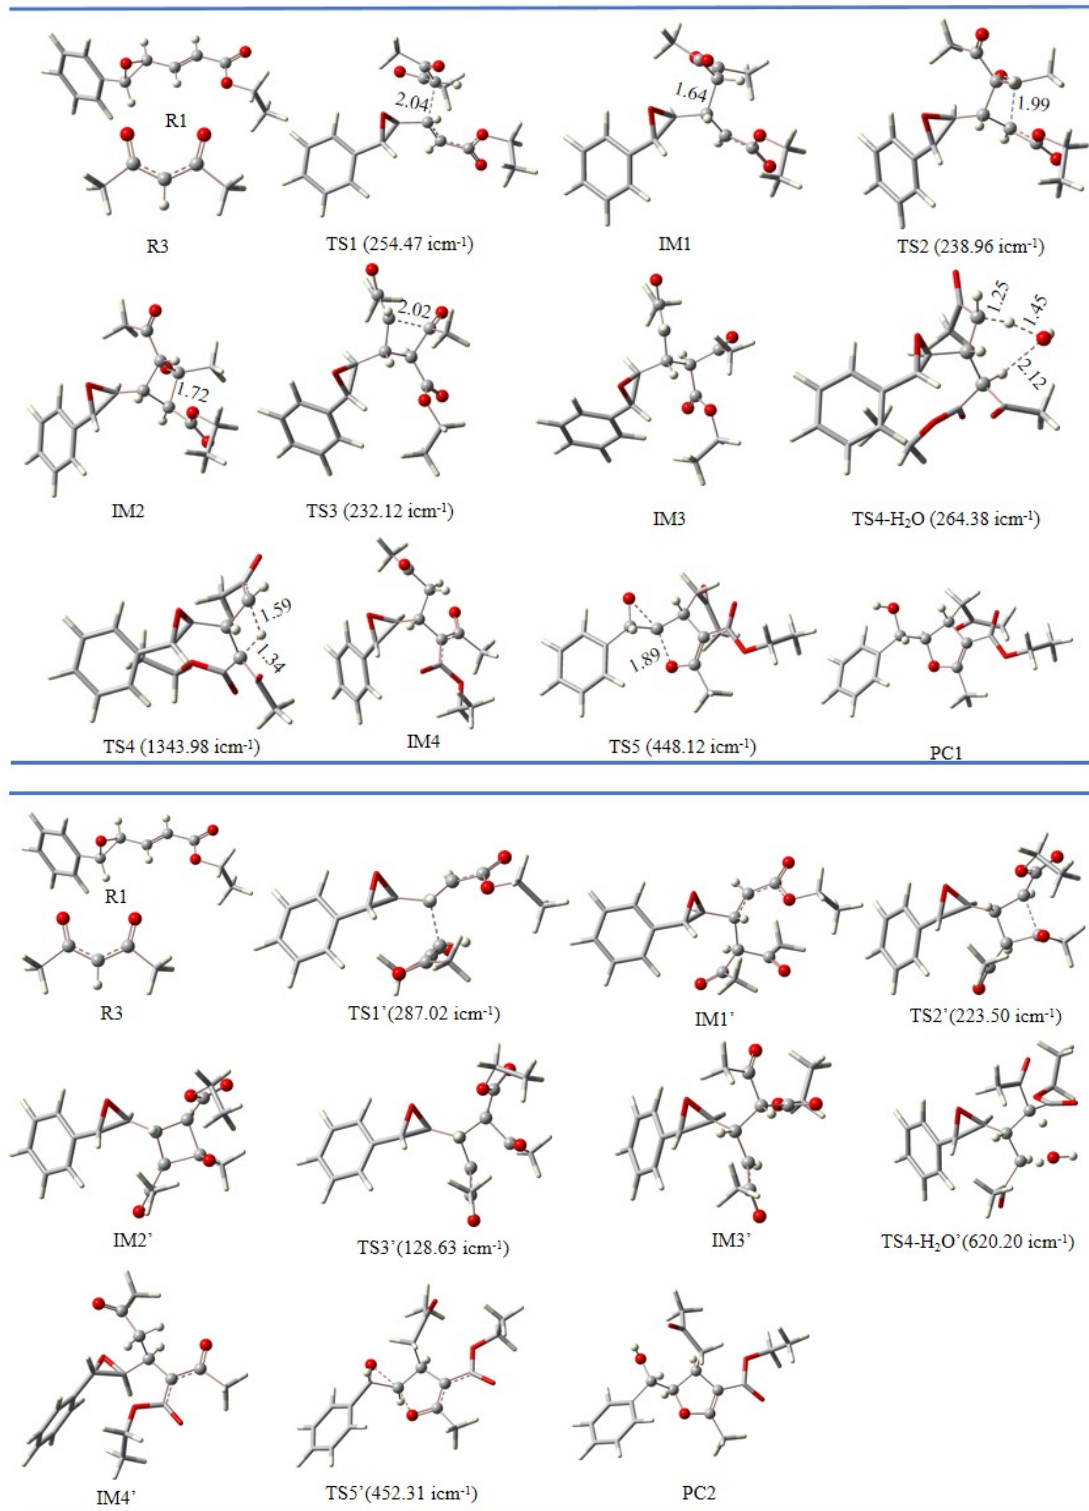 R1
R3
2.04
TS1 (254.47 icm-1)
1.64
IM1
1.99
TS2 (238.96 icm-1)
1.72
IM2
2.02
TS3 (232.12 icm-1)
IM3
1.25
1.45
2.12
TS4-H2O (264.38 icm-1)
1.59
1.34
TS4 (1343.98 icm-1)
IM4
1.89
TS5 (448.12 icm-1)
PC1
R1
R3
TS1’(287.02 icm-1)
IM1’
TS2’(223.50 icm-1)
IM2’
TS3’(128.63 icm-1)
IM3’
TS4-H2O’(620.20 icm-1)
IM4’
TS5’(452.31 icm-1)
PC2